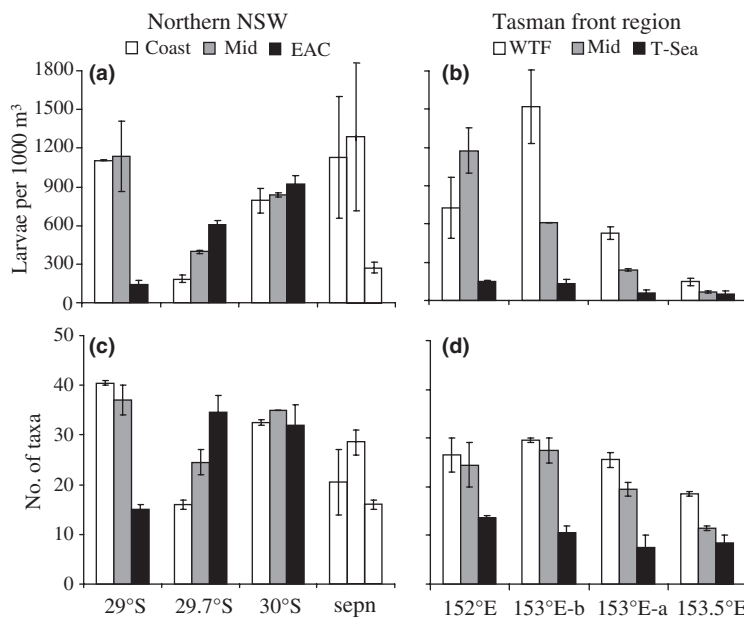 Northern NSW
Coast Mid EAC
Tasman front region
WTF Mid T-Sea
(a)
(b)
Larvae per 1000 m³
1800
1500
1200
900
600
300
0
(c)
(d)
No. of taxa
50
40
30
20
10
0
29°S 29.7°S 30°S sepn
152°E 153°E-b 153°E-a 153.5°E